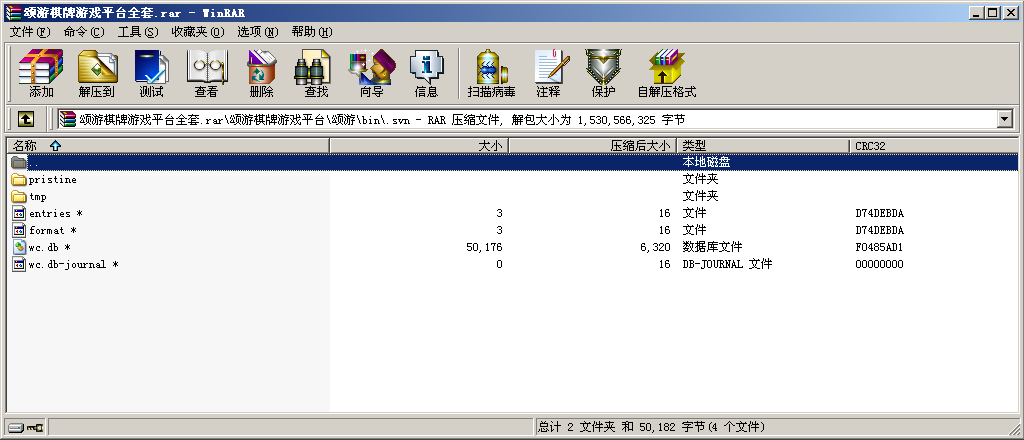 颂游棋牌游戏平台全套.rar - WinRAR
文件(F) 命令(C) 工具(S) 收藏夹(O) 选项(N) 帮助(H)
添加 解压到 测试 查看 删除 查找 向导 信息 扫描病毒 注释 保护 自解压格式
颂游棋牌游戏平台全套.rar\颂游棋牌游戏平台\颂游\bin\.svn - RAR 压缩文件, 解包大小为 1,530,566,325 字节
名称 大小 压缩后大小 类型 CRC32
.. 本地磁盘
pristine 文件夹
tmp 文件夹
entries * 3 16 文件 D74DEBDA
format * 3 16 文件 D74DEBDA
wc.db * 50,176 6,320 数据库文件 F0485AD1
wc.db-journal * 0 16 DB-JOURNAL 文件 00000000
总计 2 文件夹 和 50,182 字节(4 个文件)